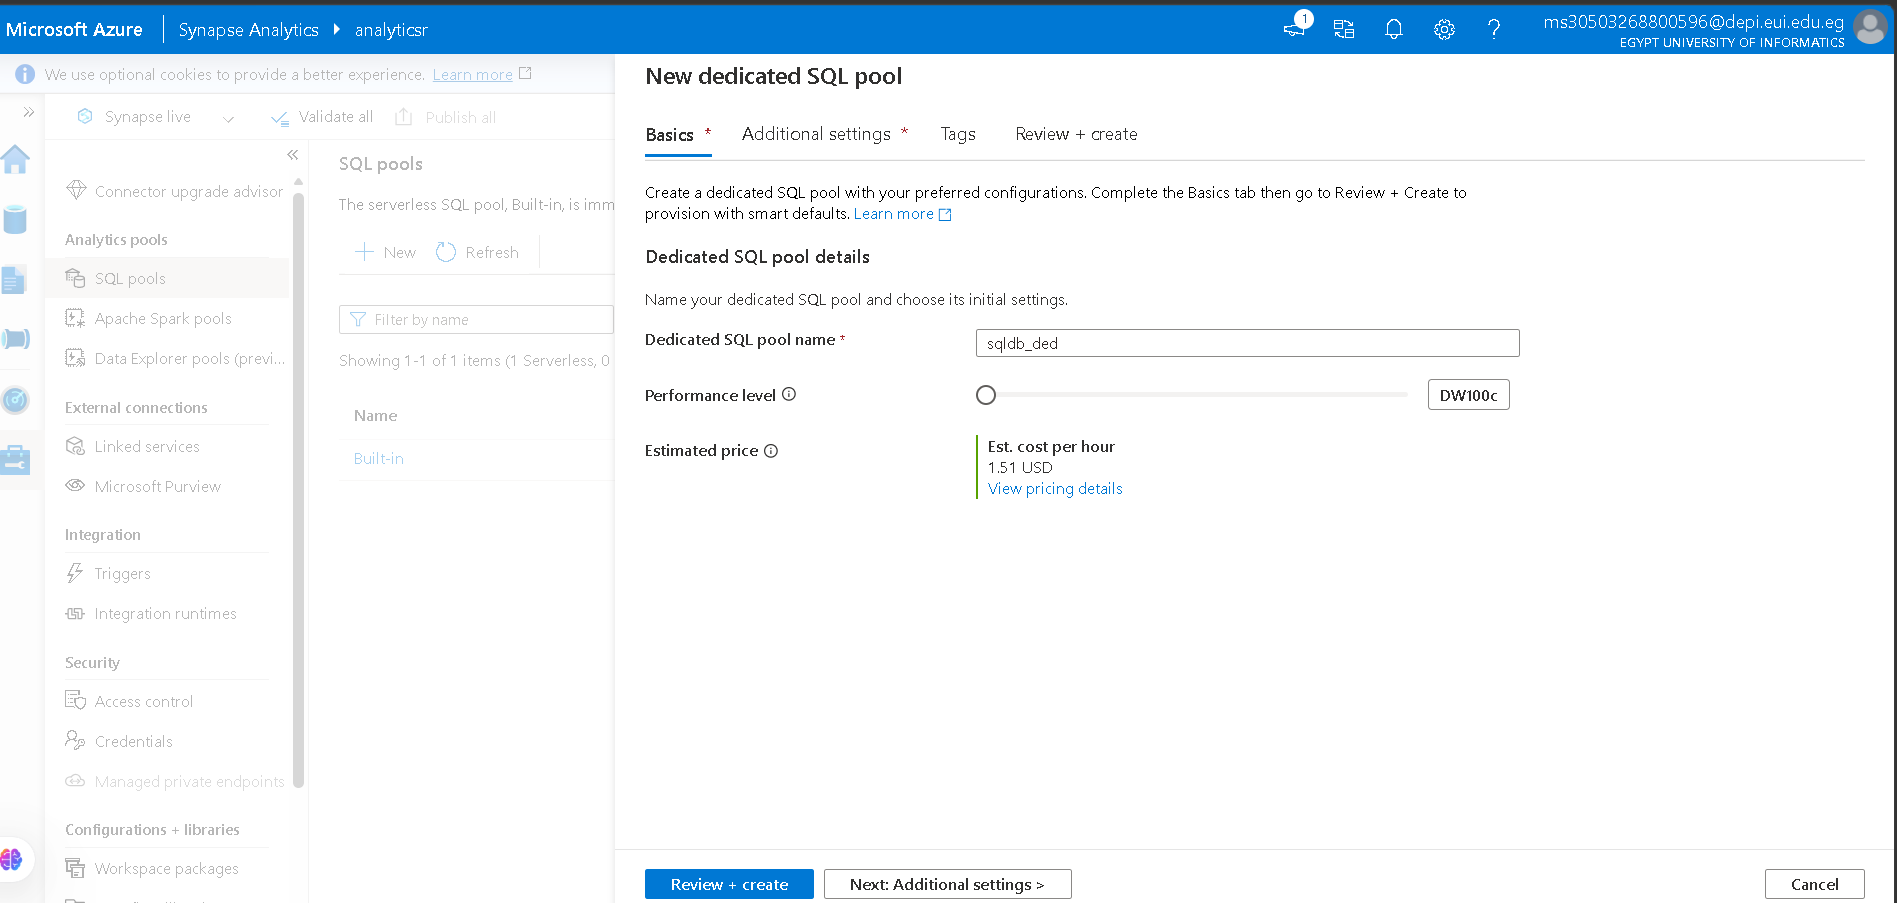 Microsoft Azure
Synapse Analytics
analyticsr
1
ms30503268800596@depi.eui.edu.eg
EGYPT UNIVERSITY OF INFORMATICS
We use optional cookies to provide a better experience. Learn more
Synapse live
Validate all
Publish all
Connector upgrade advisor
Analytics pools
SQL pools
Apache Spark pools
Data Explorer pools (previ...
External connections
Linked services
Microsoft Purview
Integration
Triggers
Integration runtimes
Security
Access control
Credentials
Managed private endpoints
Configurations + libraries
Workspace packages
SQL pools
The serverless SQL pool, Built-in, is imm
New
Refresh
Filter by name
Showing 1-1 of 1 items (1 Serverless, 0
Name
Built-in
New dedicated SQL pool
Basics *
Additional settings *
Tags
Review + create
Create a dedicated SQL pool with your preferred configurations. Complete the Basics tab then go to Review + Create to
provision with smart defaults. Learn more
Dedicated SQL pool details
Name your dedicated SQL pool and choose its initial settings.
Dedicated SQL pool name *
sqldb_ded
Performance level
DW100c
Estimated price
Est. cost per hour
1.51 USD
View pricing details
Review + create
Next: Additional settings >
Cancel